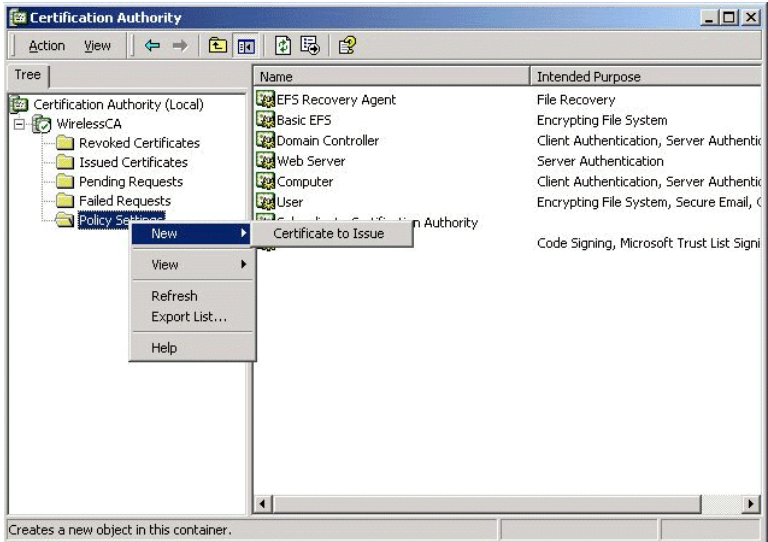 Certification Authority
Action View
Tree
Name Intended Purpose
Certification Authority (Local)
WirelessCA
Revoked Certificates
Issued Certificates
Pending Requests
Failed Requests
Policy Settings
EFS Recovery Agent File Recovery
Basic EFS Encrypting File System
Domain Controller Client Authentication, Server Authentic
Web Server Server Authentication
Computer Client Authentication, Server Authentic
User Encrypting File System, Secure Email, C
Subordinate Certification Authority
Code Signing, Microsoft Trust List Signi
New
Certificate to Issue
View
Refresh
Export List...
Help
Creates a new object in this container.